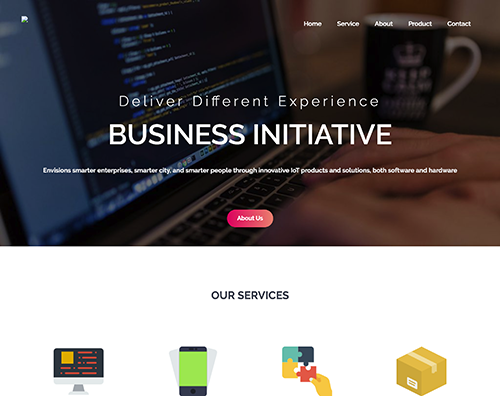 Home Service About Product Contact
Deliver Different Experience
BUSINESS INITIATIVE
Envisions smarter enterprises, smarter city, and smarter people through innovative IoT products and solutions, both software and hardware
About Us
OUR SERVICES